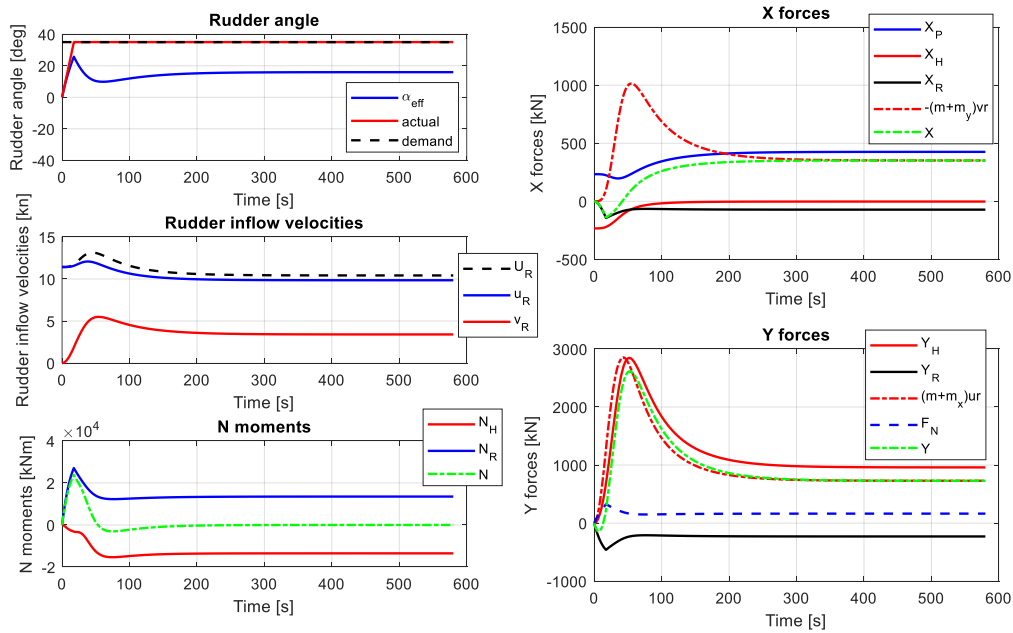 Rudder angle
Rudder angle [deg]
40
20
0
-20
-40
0 100 200 300 400 500 600
Time [s]
α_eff
actual
demand
Rudder inflow velocities
Rudder inflow velocities [kn]
15
10
5
0
0 100 200 300 400 500 600
Time [s]
U_R
u_R
v_R
N moments
N moments [kNm]
×10^4
4
2
0
-2
0 100 200 300 400 500 600
Time [s]
N_H
N_R
N
X forces
X forces [kN]
1500
1000
500
0
-500
0 100 200 300 400 500 600
Time [s]
X_P
X_H
X_R
-(m+m_y)vr
X
Y forces
Y forces [kN]
3000
2000
1000
0
-1000
0 100 200 300 400 500 600
Time [s]
Y_H
Y_R
(m+m_x)ur
F_N
Y